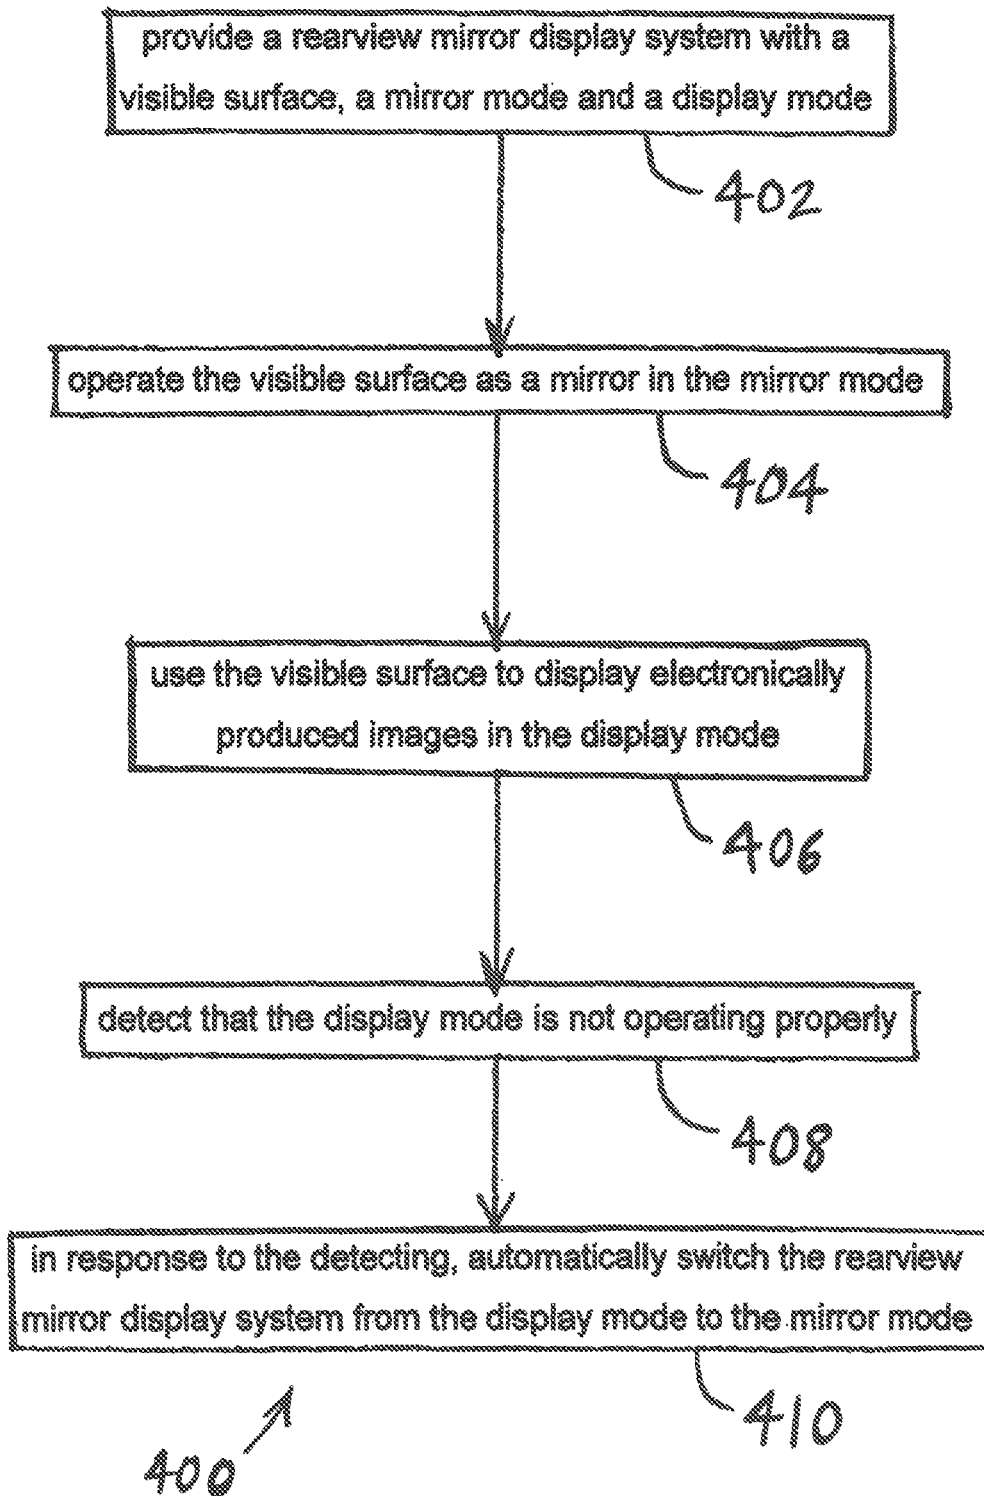 provide a rearview mirror display system with a
visible surface, a mirror mode and a display mode
402
operate the visible surface as a mirror in the mirror mode
404
use the visible surface to display electronically
produced images in the display mode
406
detect that the display mode is not operating properly
408
in response to the detecting, automatically switch the rearview
mirror display system from the display mode to the mirror mode
410
400